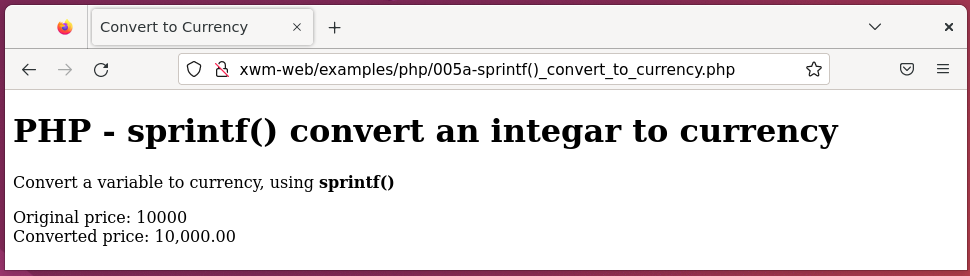 Convert to Currency
xwm-web/examples/php/005a-sprintf()_convert_to_currency.php
PHP - sprintf() convert an integar to currency
Convert a variable to currency, using sprintf()
Original price: 10000
Converted price: 10,000.00